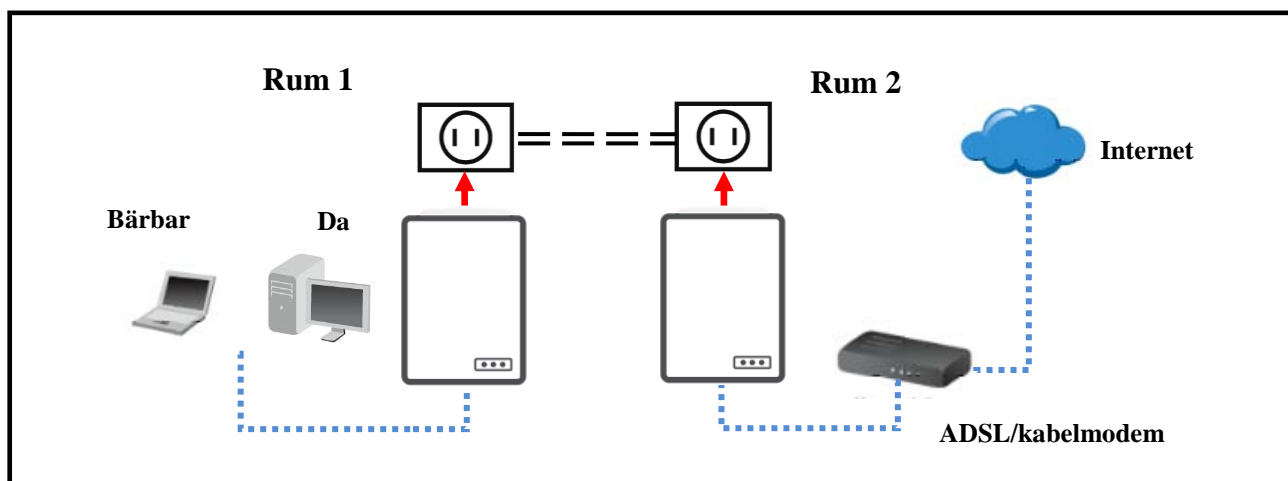 Rum 1
Rum 2
Internet
Bärbar
Da
ADSL/kabelmodem